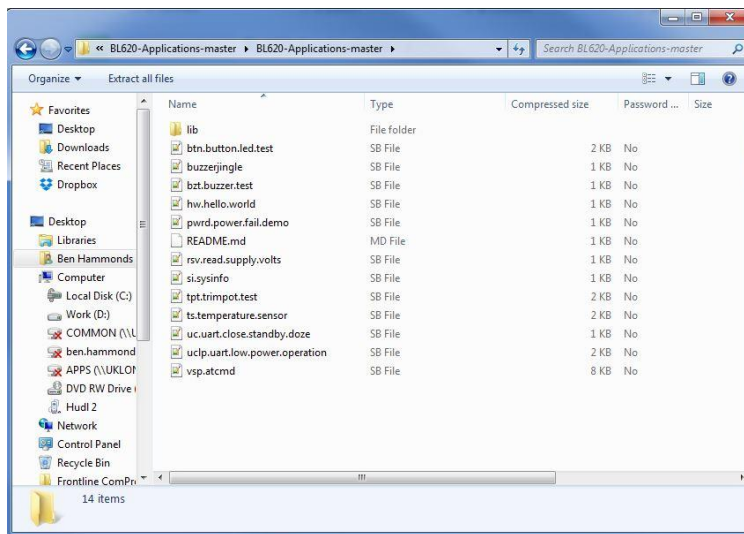 « BL620-Applications-master ▸ BL620-Applications-master ▸
Search BL620-Applications-master
Organize ▾ Extract all files
Name Type Compressed size Password ... Size
Favorites
Desktop
Downloads
Recent Places
Dropbox
Desktop
Libraries
Ben Hammonds
Computer
Local Disk (C:)
Work (D:)
COMMON (\\U
ben.hammond
APPS (\\UKLON
DVD RW Drive
Hudl 2
Network
Control Panel
Recycle Bin
Frontline ComPr
lib File folder
btn.button.led.test SB File 2 KB No
buzzerjingle SB File 1 KB No
bzt.buzzer.test SB File 1 KB No
hw.hello.world SB File 1 KB No
pwrd.power.fail.demo SB File 1 KB No
README.md MD File 1 KB No
rsv.read.supply.volts SB File 1 KB No
si.sysinfo SB File 1 KB No
tpt.trimpot.test SB File 2 KB No
ts.temperature.sensor SB File 2 KB No
uc.uart.close.standby.doze SB File 1 KB No
uclp.uart.low.power.operation SB File 2 KB No
vsp.atcmd SB File 8 KB No
14 items